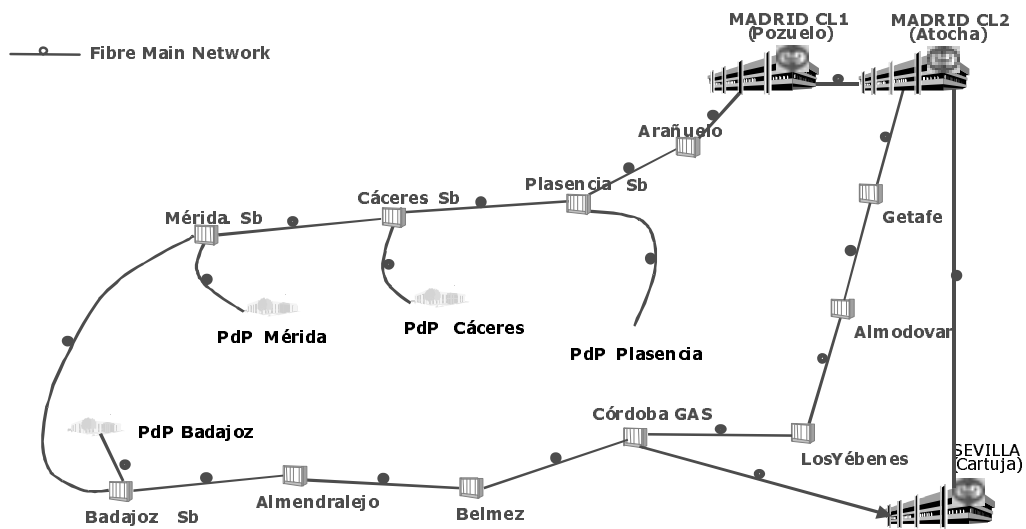 MADRID CL1
(Pozuelo)
MADRID CL2
(Atocha)
Fibre Main Network
Arañuelo
Plasencia Sb
Cáceres Sb
Mérida Sb
Getafe
PdP Mérida
PdP Cáceres
Almodovar
PdP Plasencia
Córdoba GAS
PdP Badajoz
LosYébenes
SEVILLA
(Cartuja)
Almendralejo
Belmez
Badajoz Sb